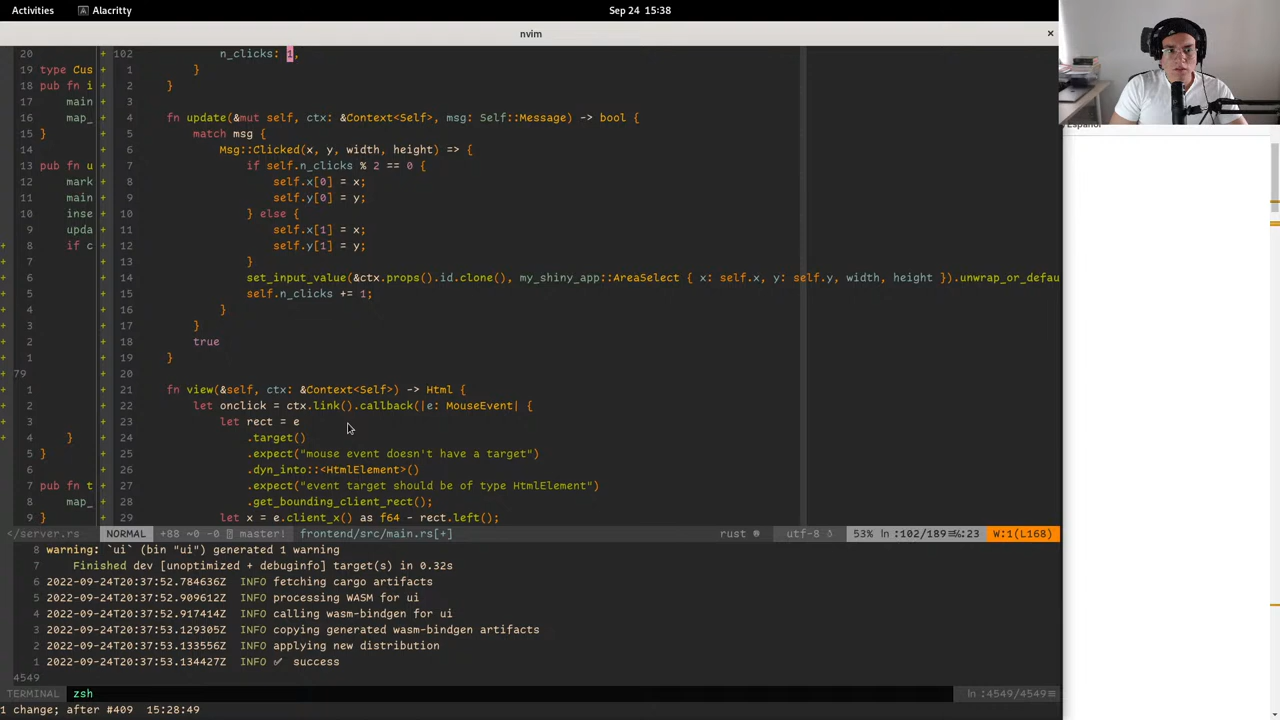 Activities Alacritty Sep 24 15:38
nvim ×
20 + 102 n_clicks: 1,
19 type Cus + 1 }
18 pub fn i + 2 }
17 main + 3
16 map_ + 4 fn update(&mut self, ctx: &Context<Self>, msg: Self::Message) -> bool {
15 } + 5 match msg {
14 + 6 Msg::Clicked(x, y, width, height) => {
13 pub fn u + 7 if self.n_clicks % 2 == 0 {
12 mark + 8 self.x[0] = x;
11 main + 9 self.y[0] = y;
10 inse + 10 } else {
9 upda + 11 self.x[1] = x;
+ 8 if c + 12 self.y[1] = y;
+ 7 + 13 }
+ 6 + 14 set_input_value(&ctx.props().id.clone(), my_shiny_app::AreaSelect { x: self.x, y: self.y, width, height }).unwrap_or_defau
+ 5 + 15 self.n_clicks += 1;
+ 4 + 16 }
+ 3 + 17 }
+ 2 + 18 true
+ 1 + 19 }
+ 79 + 20
+ 1 + 21 fn view(&self, ctx: &Context<Self>) -> Html {
+ 2 + 22 let onclick = ctx.link().callback(|e: MouseEvent| {
+ 3 + 23 let rect = e
+ 4 } + 24 .target()
5 } + 25 .expect("mouse event doesn't have a target")
6 + 26 .dyn_into::<HtmlElement>()
7 pub fn t + 27 .expect("event target should be of type HtmlElement")
8 map_ + 28 .get_bounding_client_rect();
9 } + 29 let x = e.client_x() as f64 - rect.left();
</server.rs NORMAL +88 ~0 -0 master! frontend/src/main.rs[+] rust utf-8 53% ln:102/189≡℅:23 W:1(L168)
8 warning: `ui` (bin "ui") generated 1 warning
7 Finished dev [unoptimized + debuginfo] target(s) in 0.32s
6 2022-09-24T20:37:52.784636Z INFO fetching cargo artifacts
5 2022-09-24T20:37:52.909612Z INFO processing WASM for ui
4 2022-09-24T20:37:52.917414Z INFO calling wasm-bindgen for ui
3 2022-09-24T20:37:53.129305Z INFO copying generated wasm-bindgen artifacts
2 2022-09-24T20:37:53.133556Z INFO applying new distribution
1 2022-09-24T20:37:53.134427Z INFO ✅ success
4549
TERMINAL zsh ln:4549/4549≡
1 change; after #409 15:28:49
Español